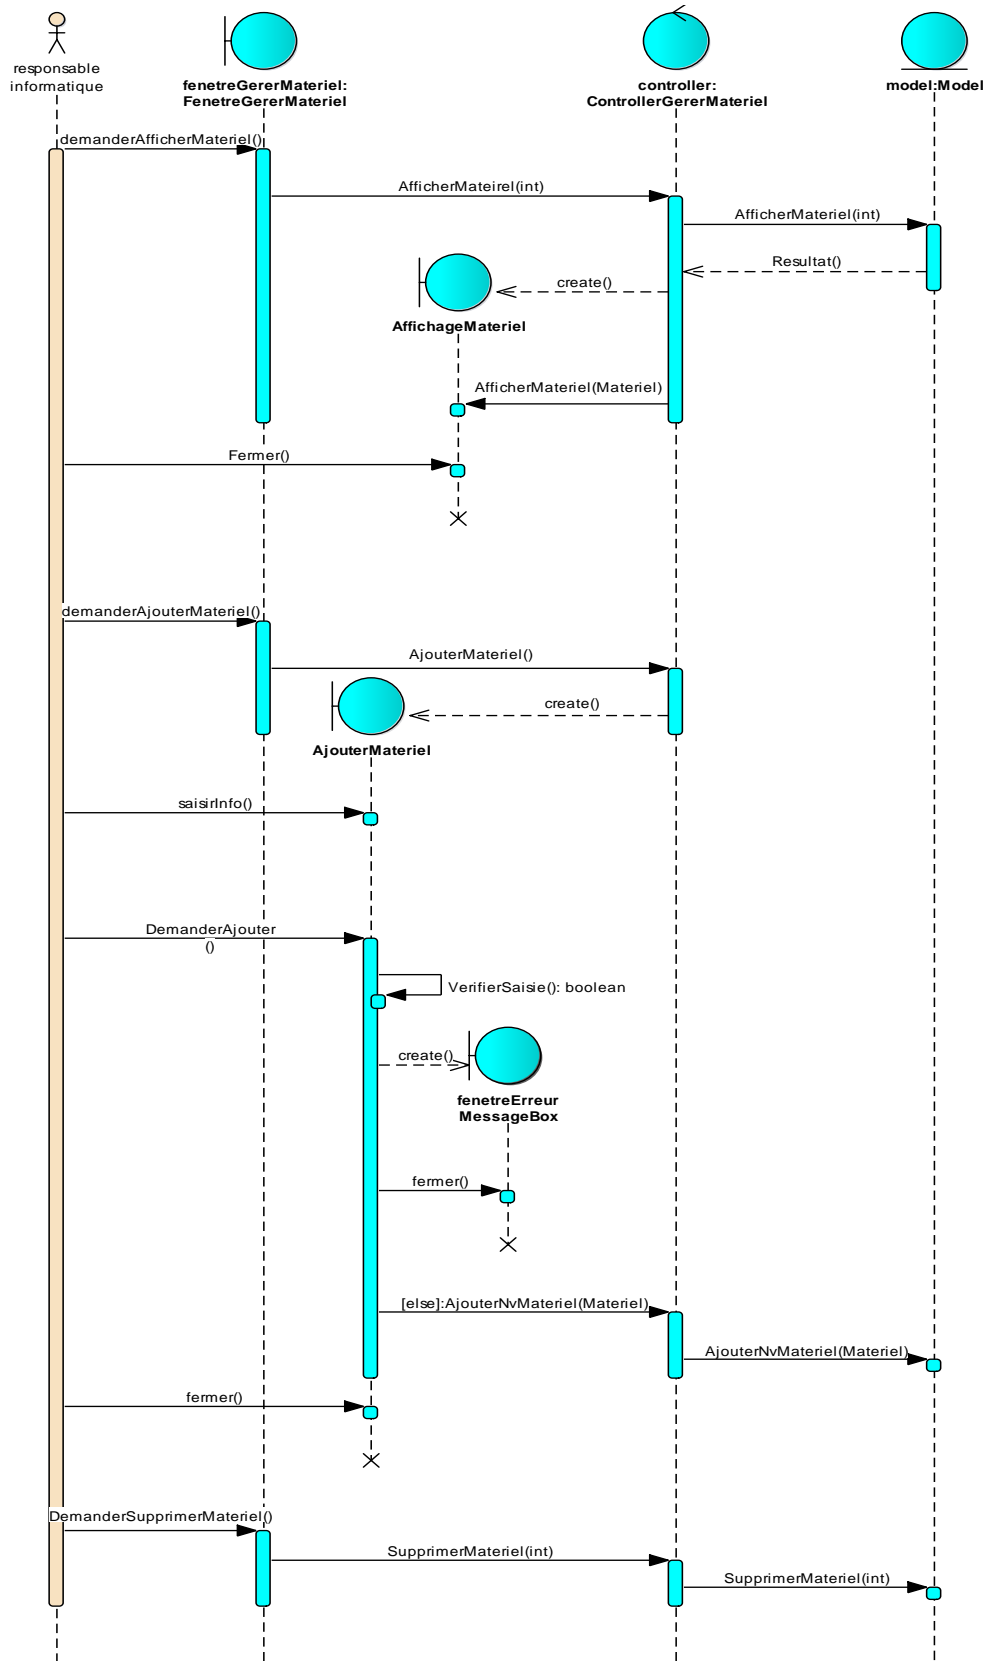 responsable
informatique
fenetreGererMateriel:
FenetreGererMateriel
controller:
ControllerGererMateriel
model:Model
demanderAfficherMateriel()
AfficherMateirel(int)
AfficherMateriel(int)
Resultat()
create()
AffichageMateriel
AfficherMateriel(Materiel)
Fermer()
demanderAjouterMateriel()
AjouterMateriel()
create()
AjouterMateriel
saisirInfo()
DemanderAjouter
()
VerifierSaisie(): boolean
create()
fenetreErreur
MessageBox
fermer()
[else]:AjouterNvMateriel(Materiel)
AjouterNvMateriel(Materiel)
fermer()
DemanderSupprimerMateriel()
SupprimerMateriel(int)
SupprimerMateriel(int)